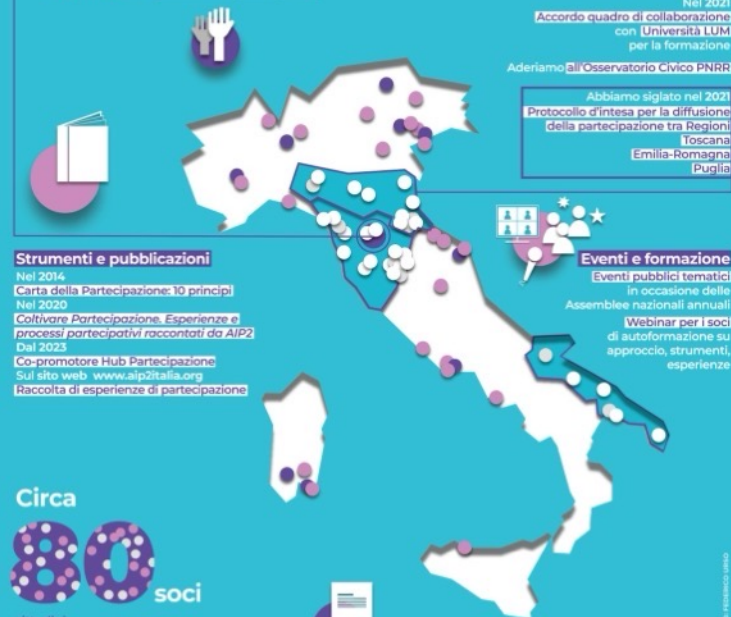 Nel 2021
Accordo quadro di collaborazione
con Università LUM
per la formazione
Aderiamo all'Osservatorio Civico PNRR
Abbiamo siglato nel 2021
Protocollo d'intesa per la diffusione
della partecipazione tra Regioni
Toscana
Emilia-Romagna
Puglia
Strumenti e pubblicazioni
Nel 2014
Carta della Partecipazione: 10 principi
Nel 2020
Coltivare Partecipazione. Esperienze e
processi partecipativi raccontati da AIP2
Dal 2023
Co-promotore Hub Partecipazione
Sul sito web www.aip2italia.org
Raccolta di esperienze di partecipazione
Eventi e formazione
Eventi pubblici tematici
in occasione delle
Assemblee nazionali annuali
Webinar per i soci
di autoformazione su
approccio, strumenti,
esperienze
Circa
80 soci
FEDERICO URSO